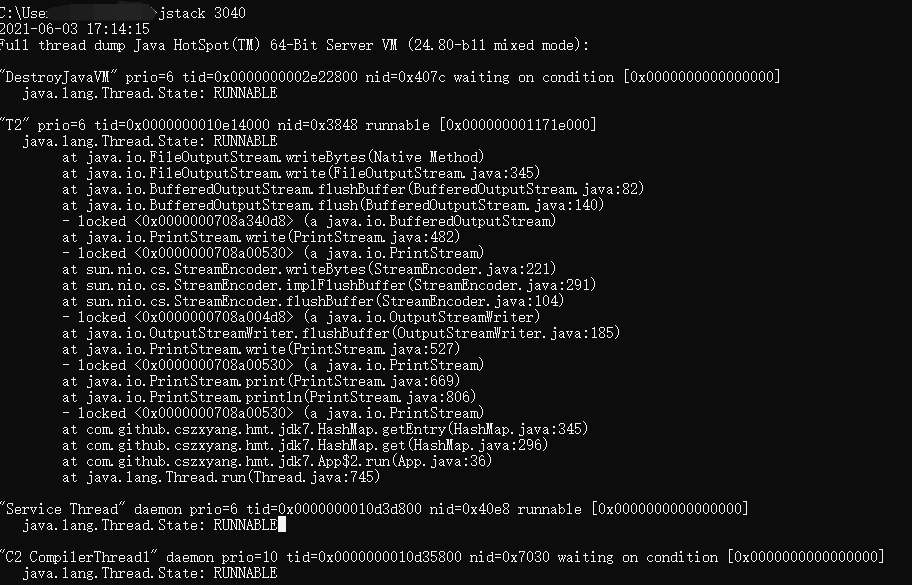 C:\Use >jstack 3040
2021-06-03 17:14:15
Full thread dump Java HotSpot(TM) 64-Bit Server VM (24.80-b11 mixed mode):
"DestroyJavaVM" prio=6 tid=0x0000000002e22800 nid=0x407c waiting on condition [0x0000000000000000]
java.lang.Thread.State: RUNNABLE
"T2" prio=6 tid=0x0000000010e14000 nid=0x3848 runnable [0x000000001171e000]
java.lang.Thread.State: RUNNABLE
at java.io.FileOutputStream.writeBytes(Native Method)
at java.io.FileOutputStream.write(FileOutputStream.java:345)
at java.io.BufferedOutputStream.flushBuffer(BufferedOutputStream.java:82)
at java.io.BufferedOutputStream.flush(BufferedOutputStream.java:140)
- locked <0x0000000708a340d8> (a java.io.BufferedOutputStream)
at java.io.PrintStream.write(PrintStream.java:482)
- locked <0x0000000708a00530> (a java.io.PrintStream)
at sun.nio.cs.StreamEncoder.writeBytes(StreamEncoder.java:221)
at sun.nio.cs.StreamEncoder.implFlushBuffer(StreamEncoder.java:291)
at sun.nio.cs.StreamEncoder.flushBuffer(StreamEncoder.java:104)
- locked <0x0000000708a004d8> (a java.io.OutputStreamWriter)
at java.io.OutputStreamWriter.flushBuffer(OutputStreamWriter.java:185)
at java.io.PrintStream.write(PrintStream.java:527)
- locked <0x0000000708a00530> (a java.io.PrintStream)
at java.io.PrintStream.print(PrintStream.java:669)
at java.io.PrintStream.println(PrintStream.java:806)
- locked <0x0000000708a00530> (a java.io.PrintStream)
at com.github.cszxyang.hmt.jdk7.HashMap.getEntry(HashMap.java:345)
at com.github.cszxyang.hmt.jdk7.HashMap.get(HashMap.java:296)
at com.github.cszxyang.hmt.jdk7.App$2.run(App.java:36)
at java.lang.Thread.run(Thread.java:745)
"Service Thread" daemon prio=6 tid=0x0000000010d3d800 nid=0x40e8 runnable [0x0000000000000000]
java.lang.Thread.State: RUNNABLE
"C2 CompilerThread1" daemon prio=10 tid=0x0000000010d35800 nid=0x7030 waiting on condition [0x0000000000000000]
java.lang.Thread.State: RUNNABLE